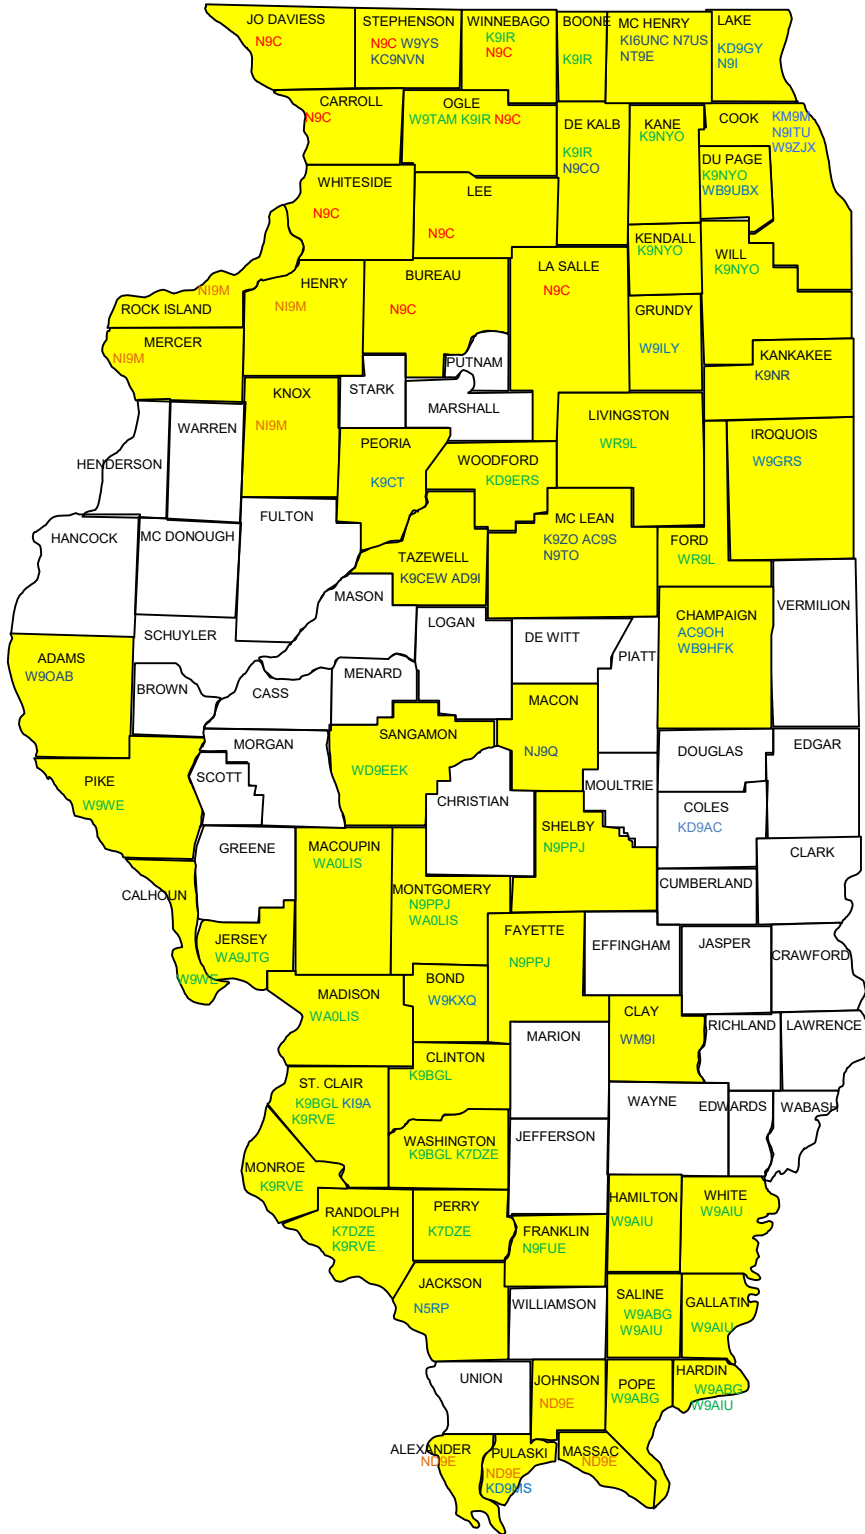 JO DAVIESS
N9C
STEPHENSON
N9C W9YS
KC9NVN
WINNEBAGO
K9IR
N9C
BOONE
K9IR
MC HENRY
KI6UNC N7US
NT9E
LAKE
KD9GY
N9I
CARROLL
N9C
OGLE
W9TAM K9IR N9C
DE KALB
K9IR
N9CO
KANE
K9NYO
COOK
KM9M
N9ITU
W9ZJX
DU PAGE
K9NYO
WB9UBX
WHITESIDE
N9C
LEE
N9C
KENDALL
K9NYO
WILL
K9NYO
ROCK ISLAND
NI9M
HENRY
NI9M
BUREAU
N9C
LA SALLE
N9C
GRUNDY
W9ILY
MERCER
NI9M
PUTNAM
KANKAKEE
K9NR
KNOX
NI9M
STARK
MARSHALL
LIVINGSTON
WR9L
IROQUOIS
W9GRS
WARREN
HENDERSON
PEORIA
K9CT
WOODFORD
KD9ERS
HANCOCK
MC DONOUGH
FULTON
MC LEAN
K9ZO AC9S
N9TO
FORD
WR9L
TAZEWELL
K9CEW AD9I
MASON
VERMILION
CHAMPAIGN
AC9OH
WB9HFK
LOGAN
DE WITT
PIATT
SCHUYLER
ADAMS
W9OAB
BROWN
CASS
MENARD
MACON
NJ9Q
MORGAN
SANGAMON
WD9EEK
DOUGLAS
EDGAR
PIKE
W9WE
SCOTT
CHRISTIAN
MOULTRIE
COLES
KD9AC
SHELBY
N9PPJ
GREENE
MACOUPIN
WA0LIS
CLARK
CALHOUN
W9WE
MONTGOMERY
N9PPJ
WA0LIS
CUMBERLAND
JERSEY
WA9JTG
FAYETTE
N9PPJ
EFFINGHAM
JASPER
CRAWFORD
MADISON
WA0LIS
BOND
W9KXQ
CLAY
WM9I
RICHLAND
LAWRENCE
MARION
CLINTON
K9BGL
ST. CLAIR
K9BGL KI9A
K9RVE
WAYNE
EDWARDS
WABASH
WASHINGTON
K9BGL K7DZE
JEFFERSON
MONROE
K9RVE
RANDOLPH
K7DZE
K9RVE
PERRY
K7DZE
HAMILTON
W9AIU
WHITE
W9AIU
FRANKLIN
N9FUE
JACKSON
N5RP
WILLIAMSON
SALINE
W9ABG
W9AIU
GALLATIN
W9AIU
UNION
JOHNSON
ND9E
POPE
W9ABG
HARDIN
W9ABG
W9AIU
ALEXANDER
ND9E
PULASKI
ND9E
KD9MS
MASSAC
ND9E